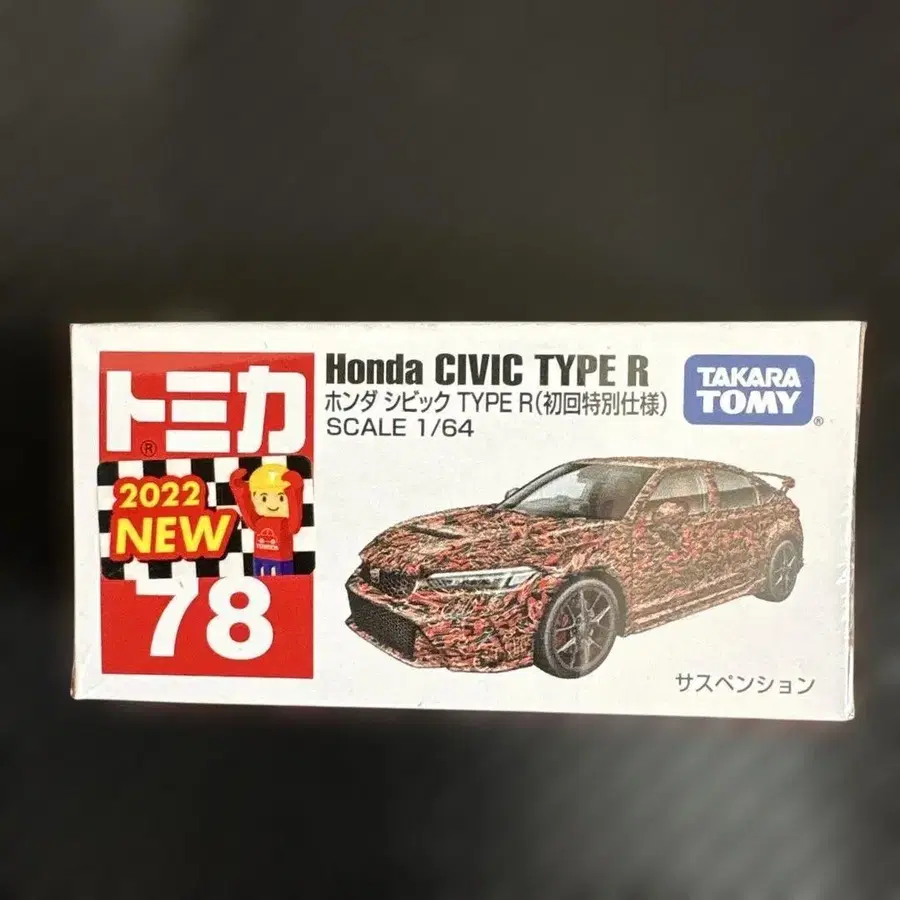 トミカ®
2022
NEW
78
Honda CIVIC TYPE R
ホンダ シビック TYPE R(初回特別仕様)
SCALE 1/64
TAKARA
TOMY®
サスペンション